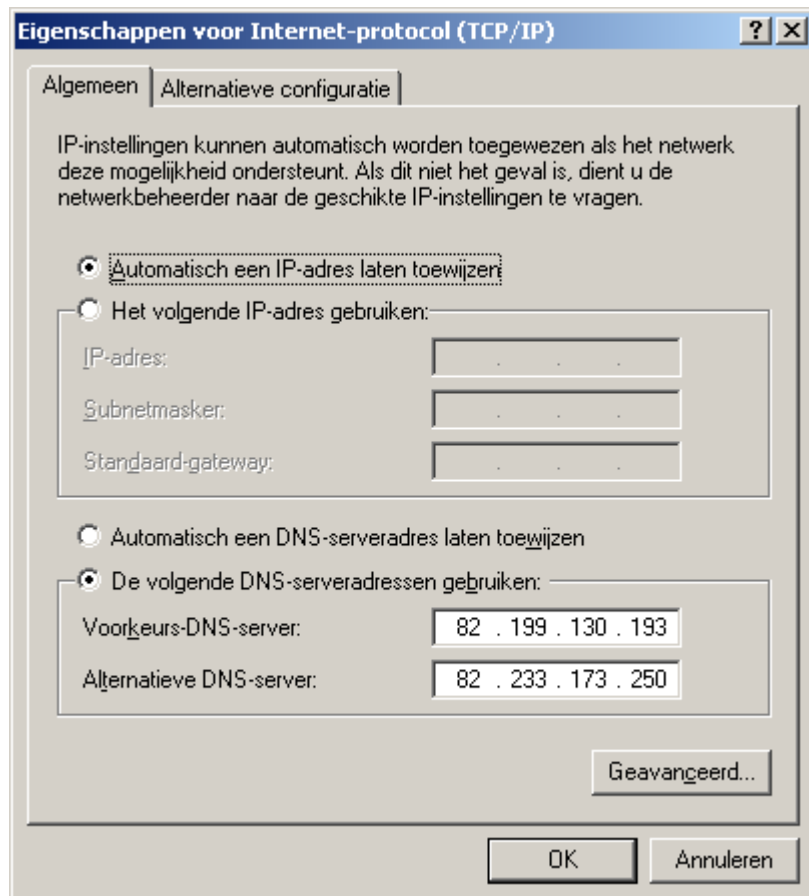 Eigenschappen voor Internet-protocol (TCP/IP)
Algemeen
Alternatieve configuratie
IP-instellingen kunnen automatisch worden toegewezen als het netwerk
deze mogelijkheid ondersteunt. Als dit niet het geval is, dient u de
netwerkbeheerder naar de geschikte IP-instellingen te vragen.
Automatisch een IP-adres laten toewijzen
Het volgende IP-adres gebruiken:
IP-adres:
Subnetmasker:
Standaard-gateway:
Automatisch een DNS-serveradres laten toewijzen
De volgende DNS-serveradressen gebruiken:
Voorkeurs-DNS-server: 82 . 199 . 130 . 193
Alternatieve DNS-server: 82 . 233 . 173 . 250
Geavanceerd...
OK
Annuleren